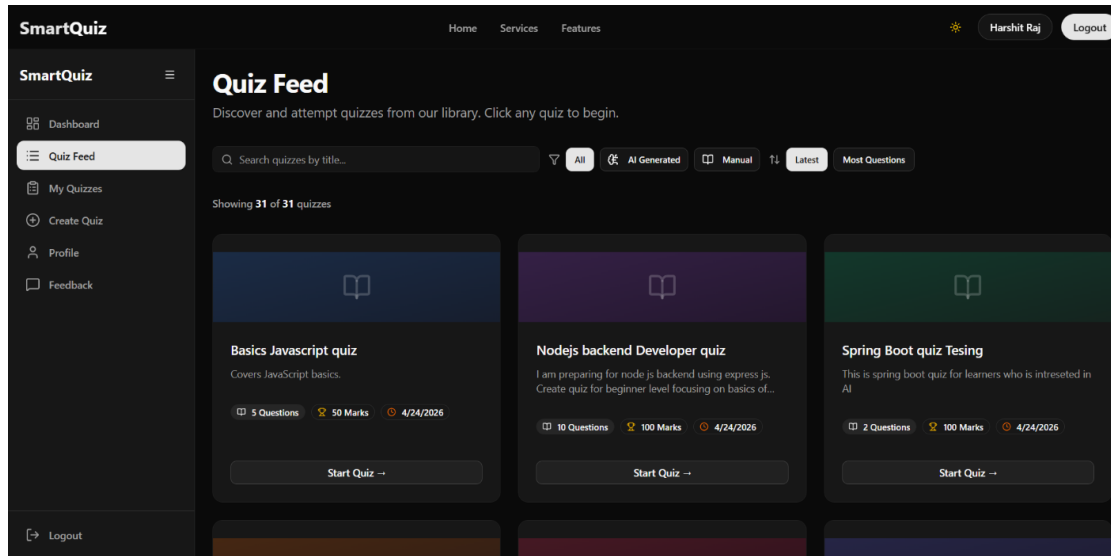 SmartQuiz
Home Services Features
Harshit Raj Logout
SmartQuiz
Dashboard
Quiz Feed
My Quizzes
Create Quiz
Profile
Feedback
Logout
Quiz Feed
Discover and attempt quizzes from our library. Click any quiz to begin.
Search quizzes by title...
All AI Generated Manual Latest Most Questions
Showing 31 of 31 quizzes
Basics Javascript quiz
Covers JavaScript basics.
5 Questions 50 Marks 4/24/2026
Start Quiz →
Nodejs backend Developer quiz
I am preparing for node js backend using express js.
Create quiz for beginner level focusing on basics of...
10 Questions 100 Marks 4/24/2026
Start Quiz →
Spring Boot quiz Tesing
This is spring boot quiz for learners who is intreseted in
AI
2 Questions 100 Marks 4/24/2026
Start Quiz →